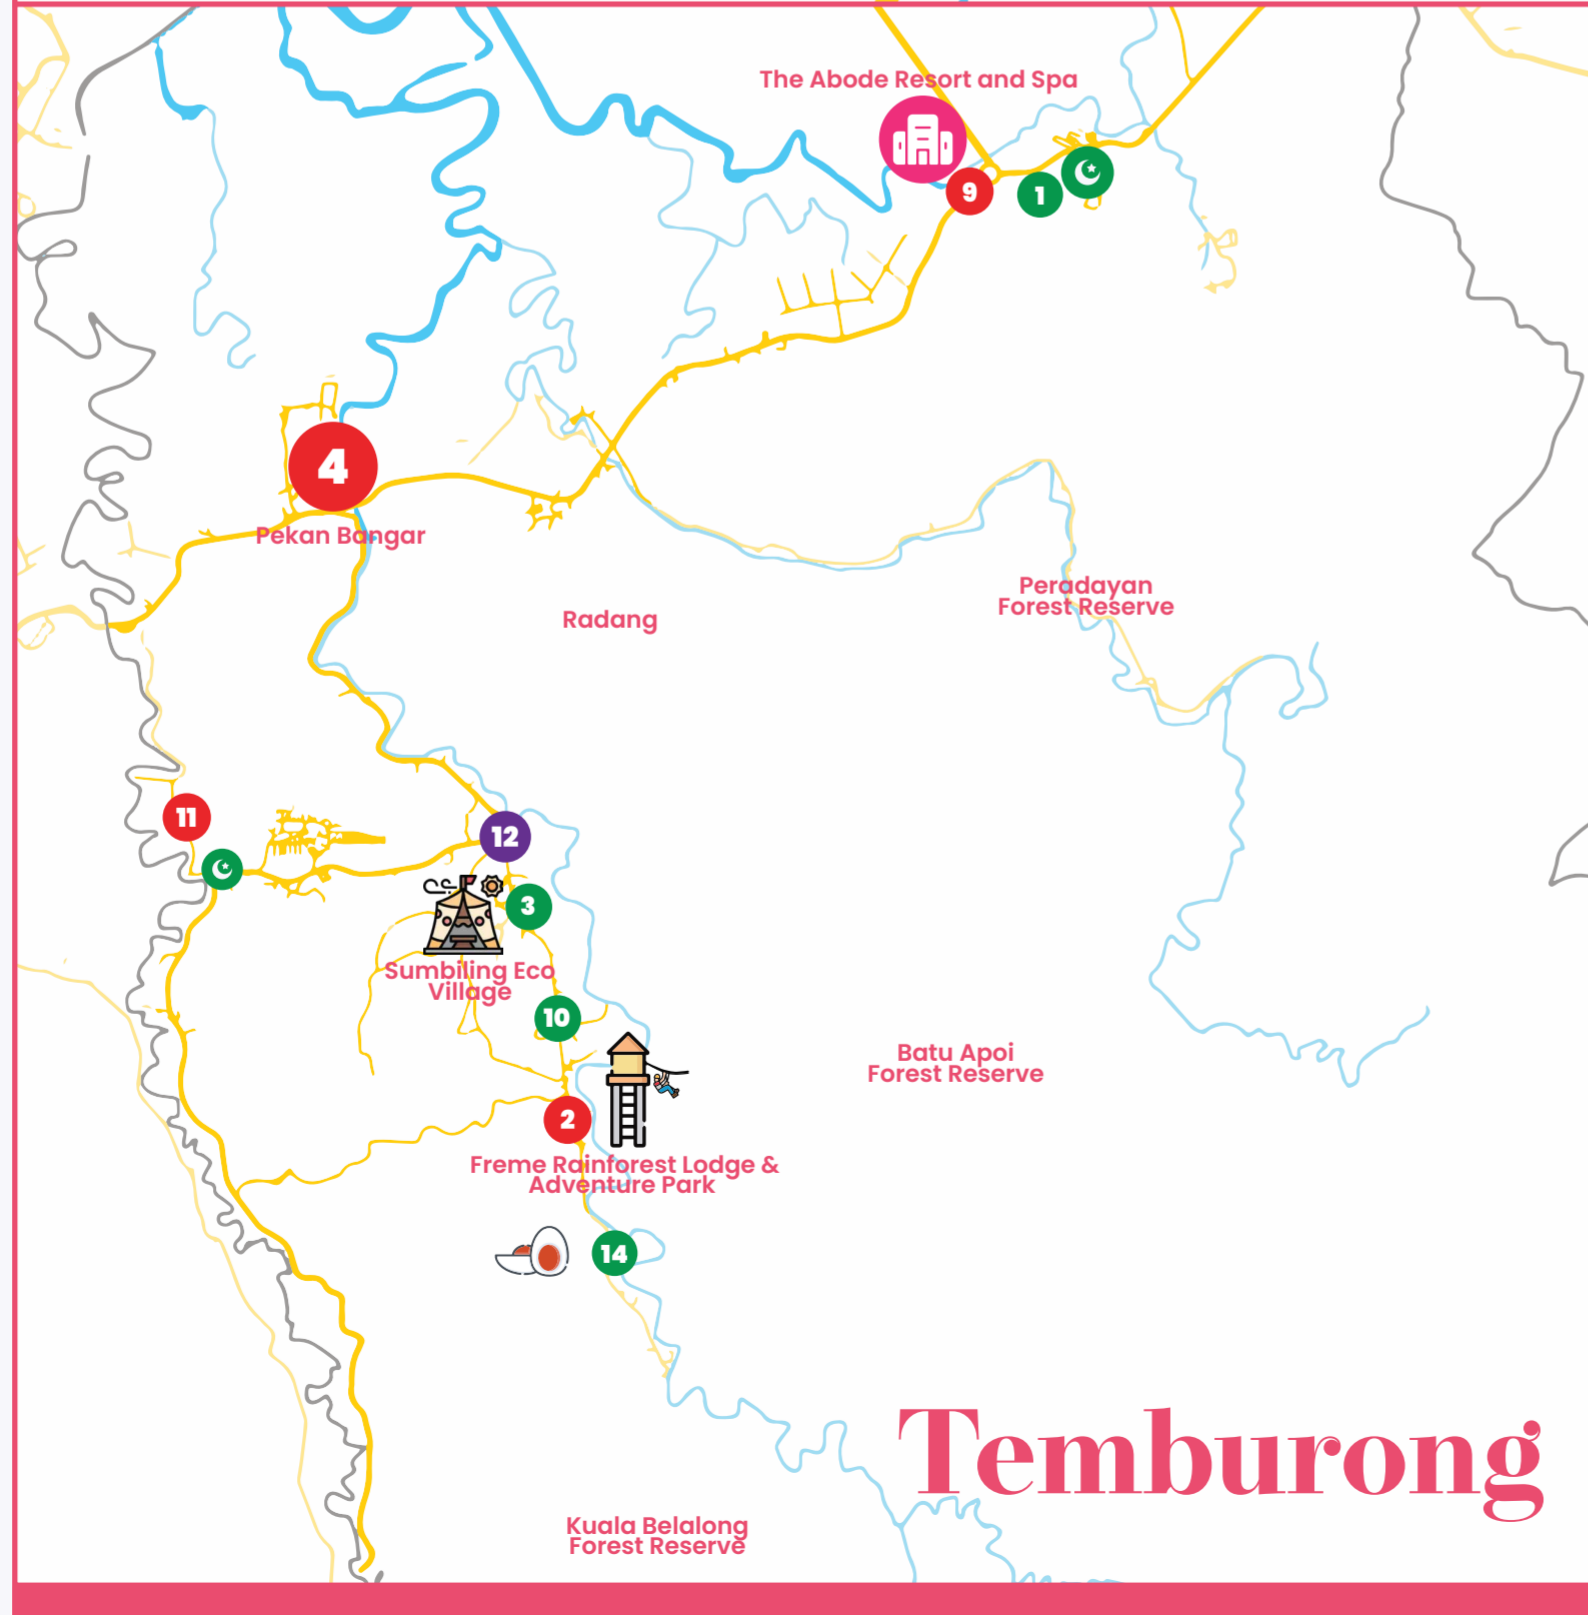 The Abode Resort and Spa
9
1
4
Pekan Bangar
Peradayan
Forest Reserve
Radang
11
12
3
Sumbiling Eco
Village
10
Batu Apoi
Forest Reserve
2
Freme Rainforest Lodge &
Adventure Park
14
Temburong
Kuala Belalong
Forest Reserve